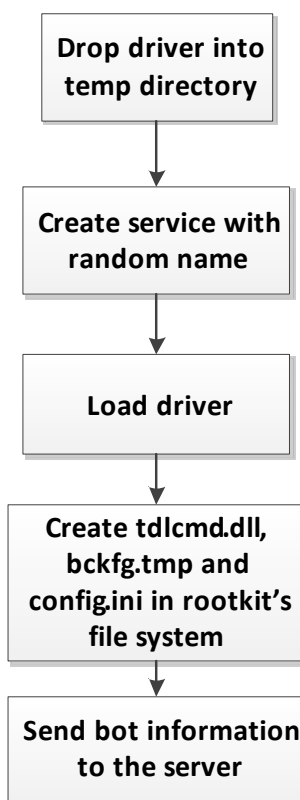 Drop driver into
temp directory
Create service with
random name
Load driver
Create tdlcmd.dll,
bckfg.tmp and
config.ini in rootkit's
file system
Send bot information
to the server